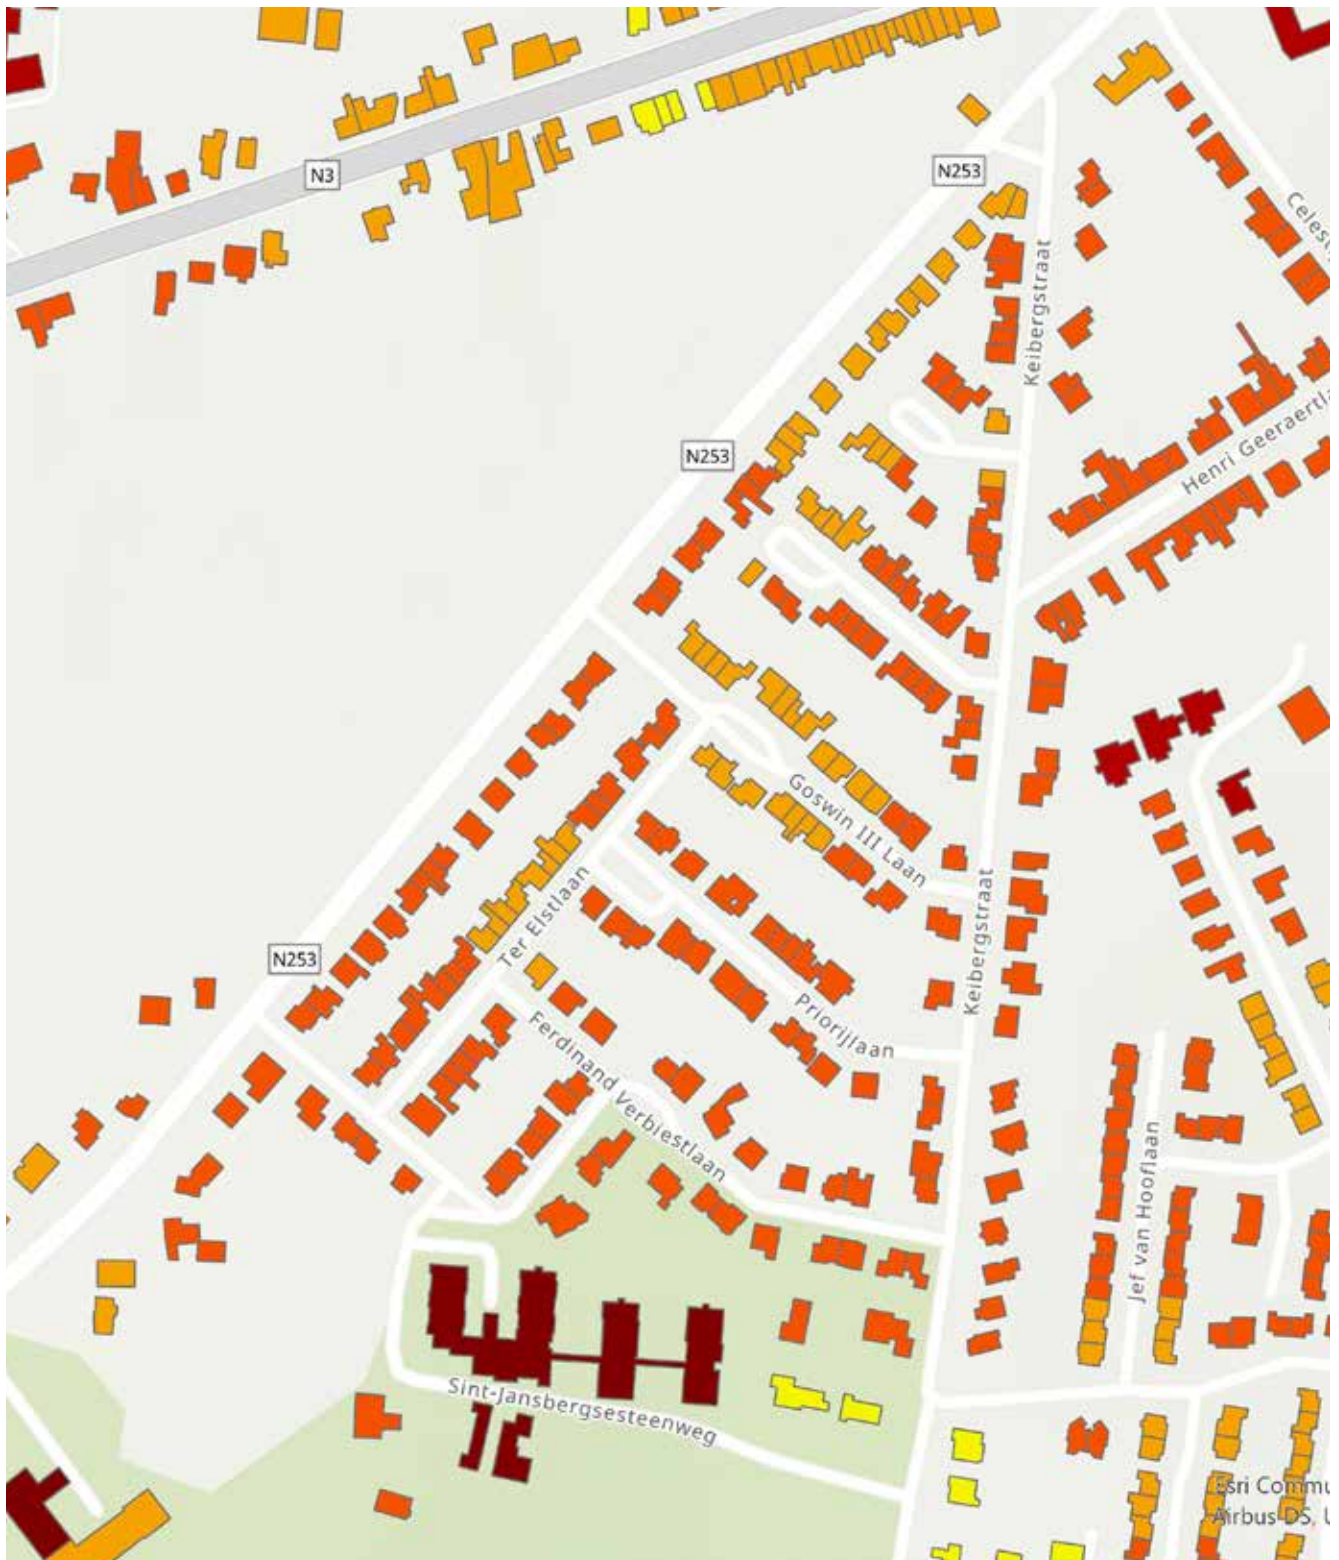 N3
N253
Celest
Keibergstraat
N253
Henri Geeraertla
Goswin III Laan
Keibergstraat
Ter Elstlaan
N253
Priorijlaan
Ferdinand Verbiestlaan
Jef van Hooflaan
Sint-Jansbergsesteenweg
Esri Commu
Airbus DS, U